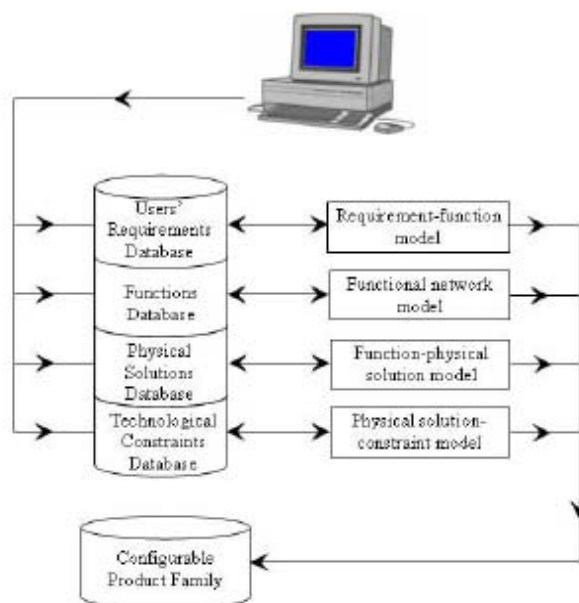 Users'
Requirements
Database
Requirement-function
model
Functions
Database
Functional network
model
Physical
Solutions
Database
Function-physical
solution model
Technological
Constraints
Database
Physical solution-
constraint model
Configurable
Product Family